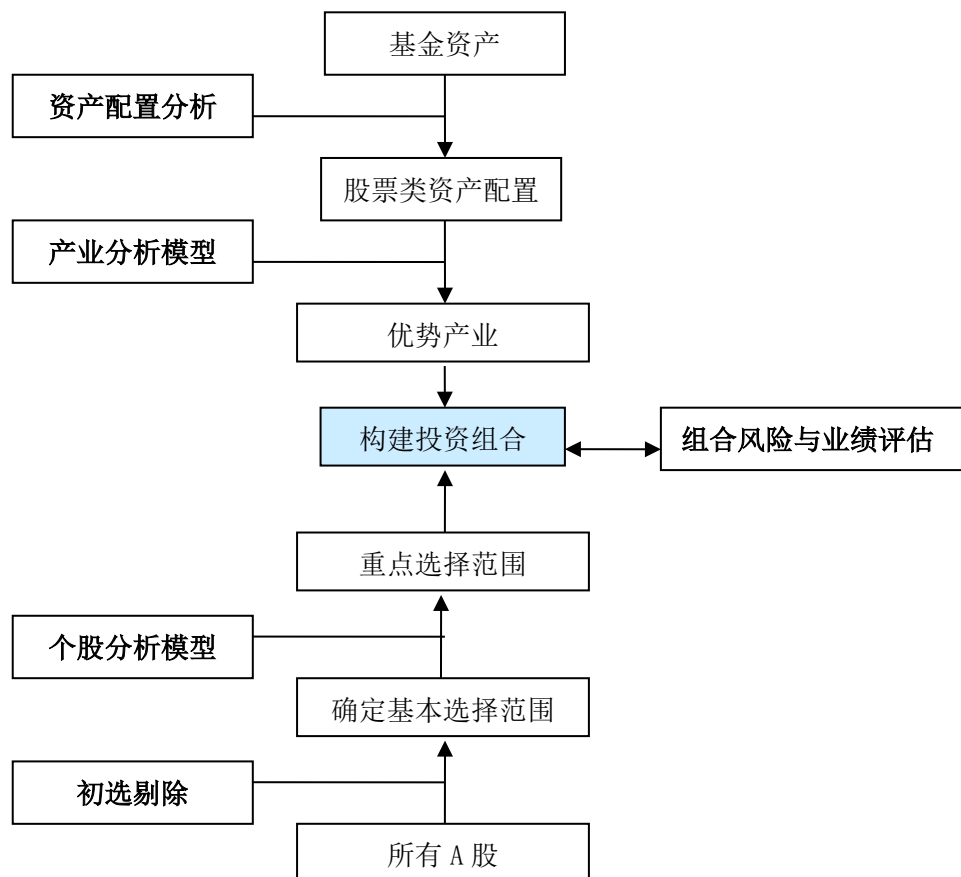 基金资产
资产配置分析
股票类资产配置
产业分析模型
优势产业
构建投资组合
组合风险与业绩评估
重点选择范围
个股分析模型
确定基本选择范围
初选剔除
所有 A 股